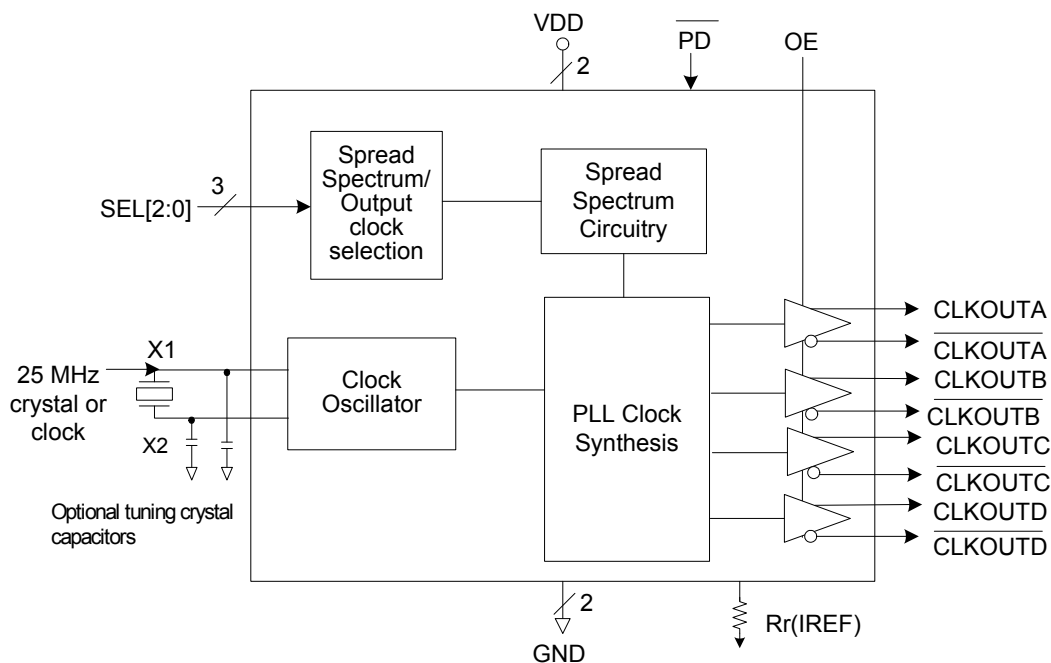 VDD
PD
OE
2
Spread
Spectrum/
Output
clock
selection
Spread
Spectrum
Circuitry
3
SEL[2:0]
CLKOUTA
CLKOUTA
CLKOUTB
CLKOUTB
CLKOUTC
CLKOUTC
CLKOUTD
CLKOUTD
X1
25 MHz
crystal or
clock
X2
Clock
Oscillator
PLL Clock
Synthesis
Optional tuning crystal
capacitors
2
GND
Rr(IREF)